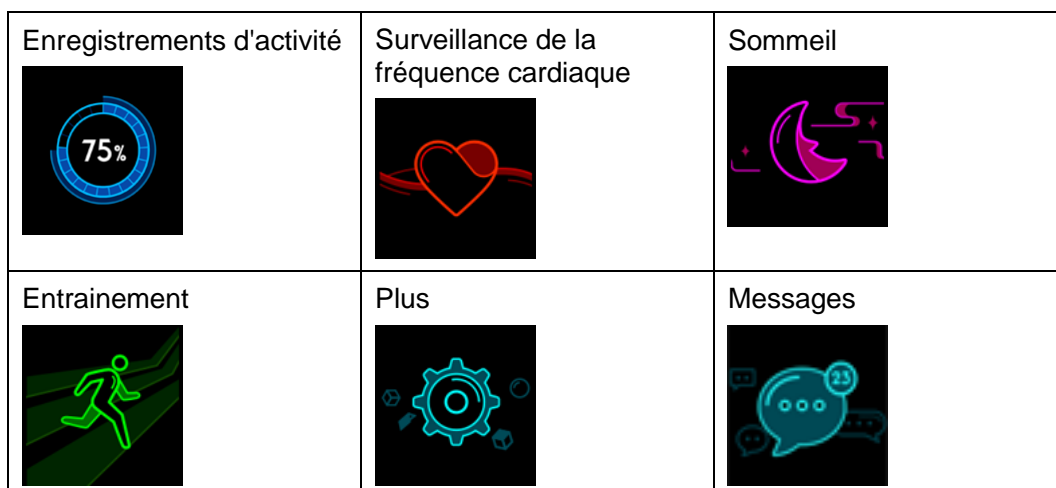 Enregistrements d'activité
75%
Surveillance de la
fréquence cardiaque
Sommeil
Entrainement
Plus
Messages
23